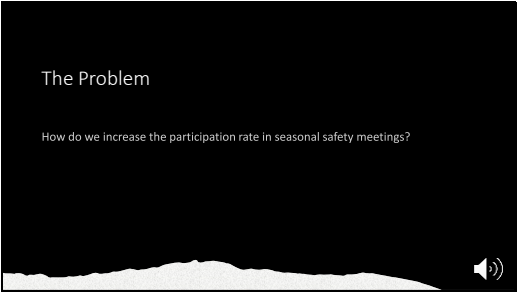 The Problem
How do we increase the participation rate in seasonal safety meetings?